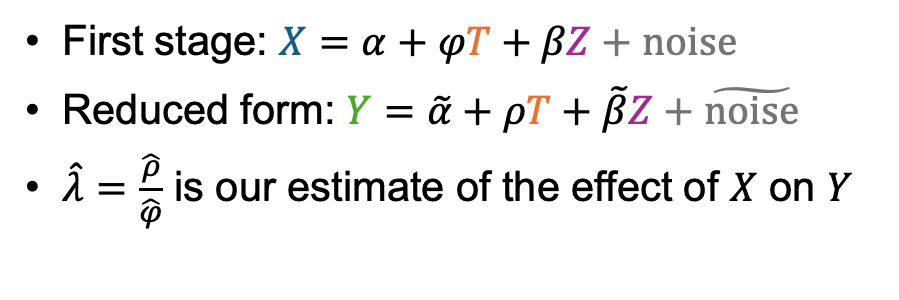 • First stage: X = α + φT + βZ + noise
• Reduced form: Y = α̃ + ρT + β̃Z + noise͠
• λ̂ = ρ̂/φ̂ is our estimate of the effect of X on Y